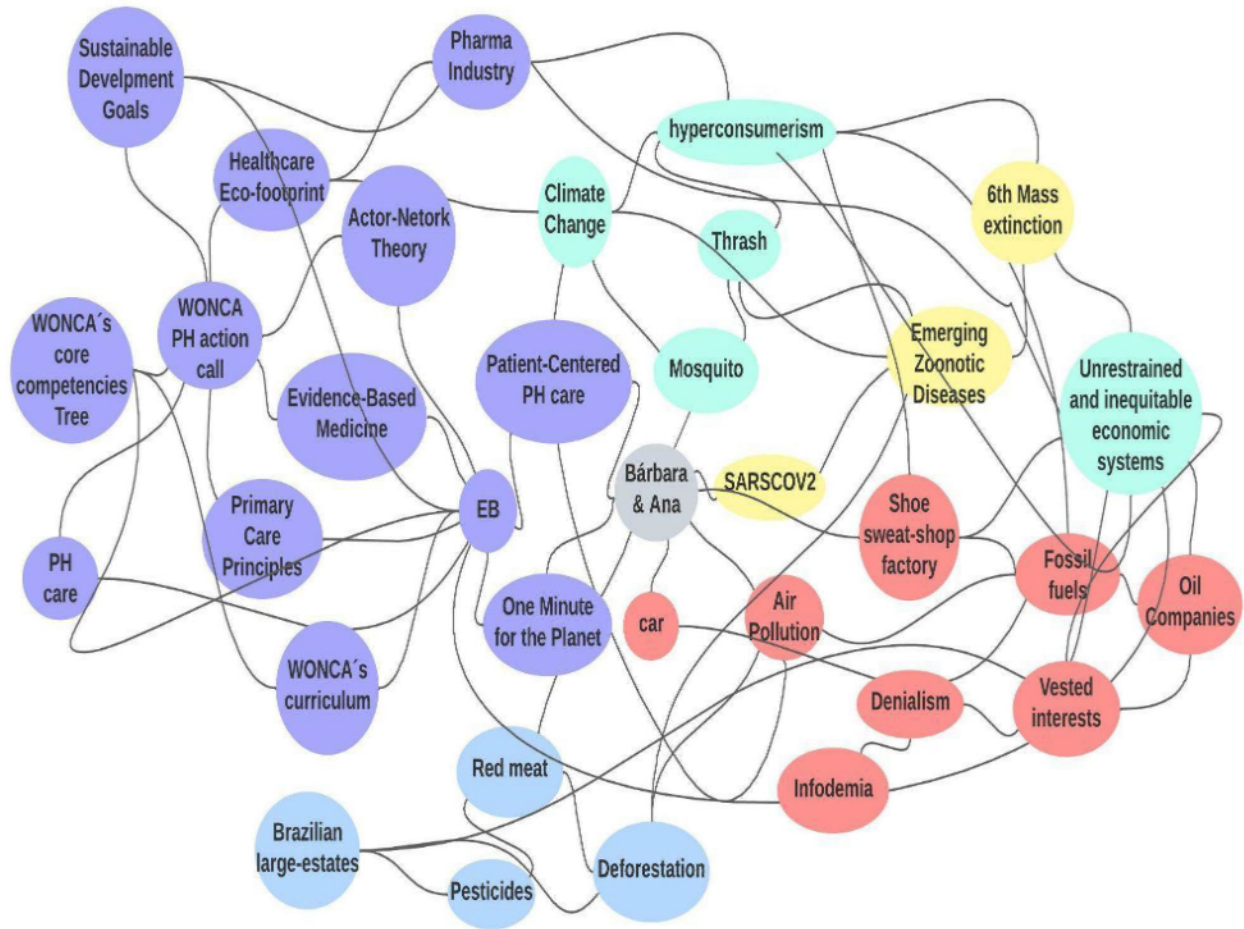 Sustainable
Develpment
Goals
Pharma
Industry
hyperconsumerism
Healthcare
Eco-footprint
Actor-Netork
Theory
Climate
Change
Thrash
6th Mass
extinction
WONCA´s
core
competencies
Tree
WONCA
PH action
call
Evidence-Based
Medicine
Patient-Centered
PH care
Mosquito
Emerging
Zoonotic
Diseases
Unrestrained
and inequitable
economic
systems
Bárbara
& Ana
SARSCOV2
EB
Primary
Care
Principles
Shoe
sweat-shop
factory
Fossil
fuels
Oil
Companies
PH
care
One Minute
for the Planet
car
Air
Pollution
WONCA´s
curriculum
Denialism
Vested
interests
Red meat
Infodemia
Brazilian
large-estates
Pesticides
Deforestation